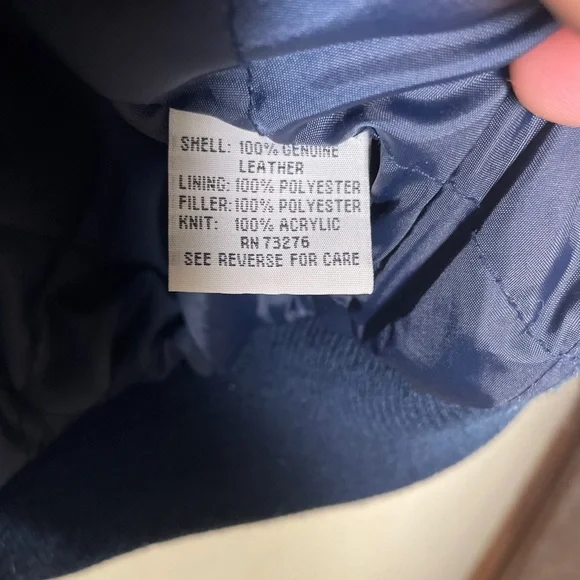 SHELL: 100% GENUINE
LEATHER
LINING: 100% POLYESTER
FILLER: 100% POLYESTER
KNIT: 100% ACRYLIC
RN 73276
SEE REVERSE FOR CARE